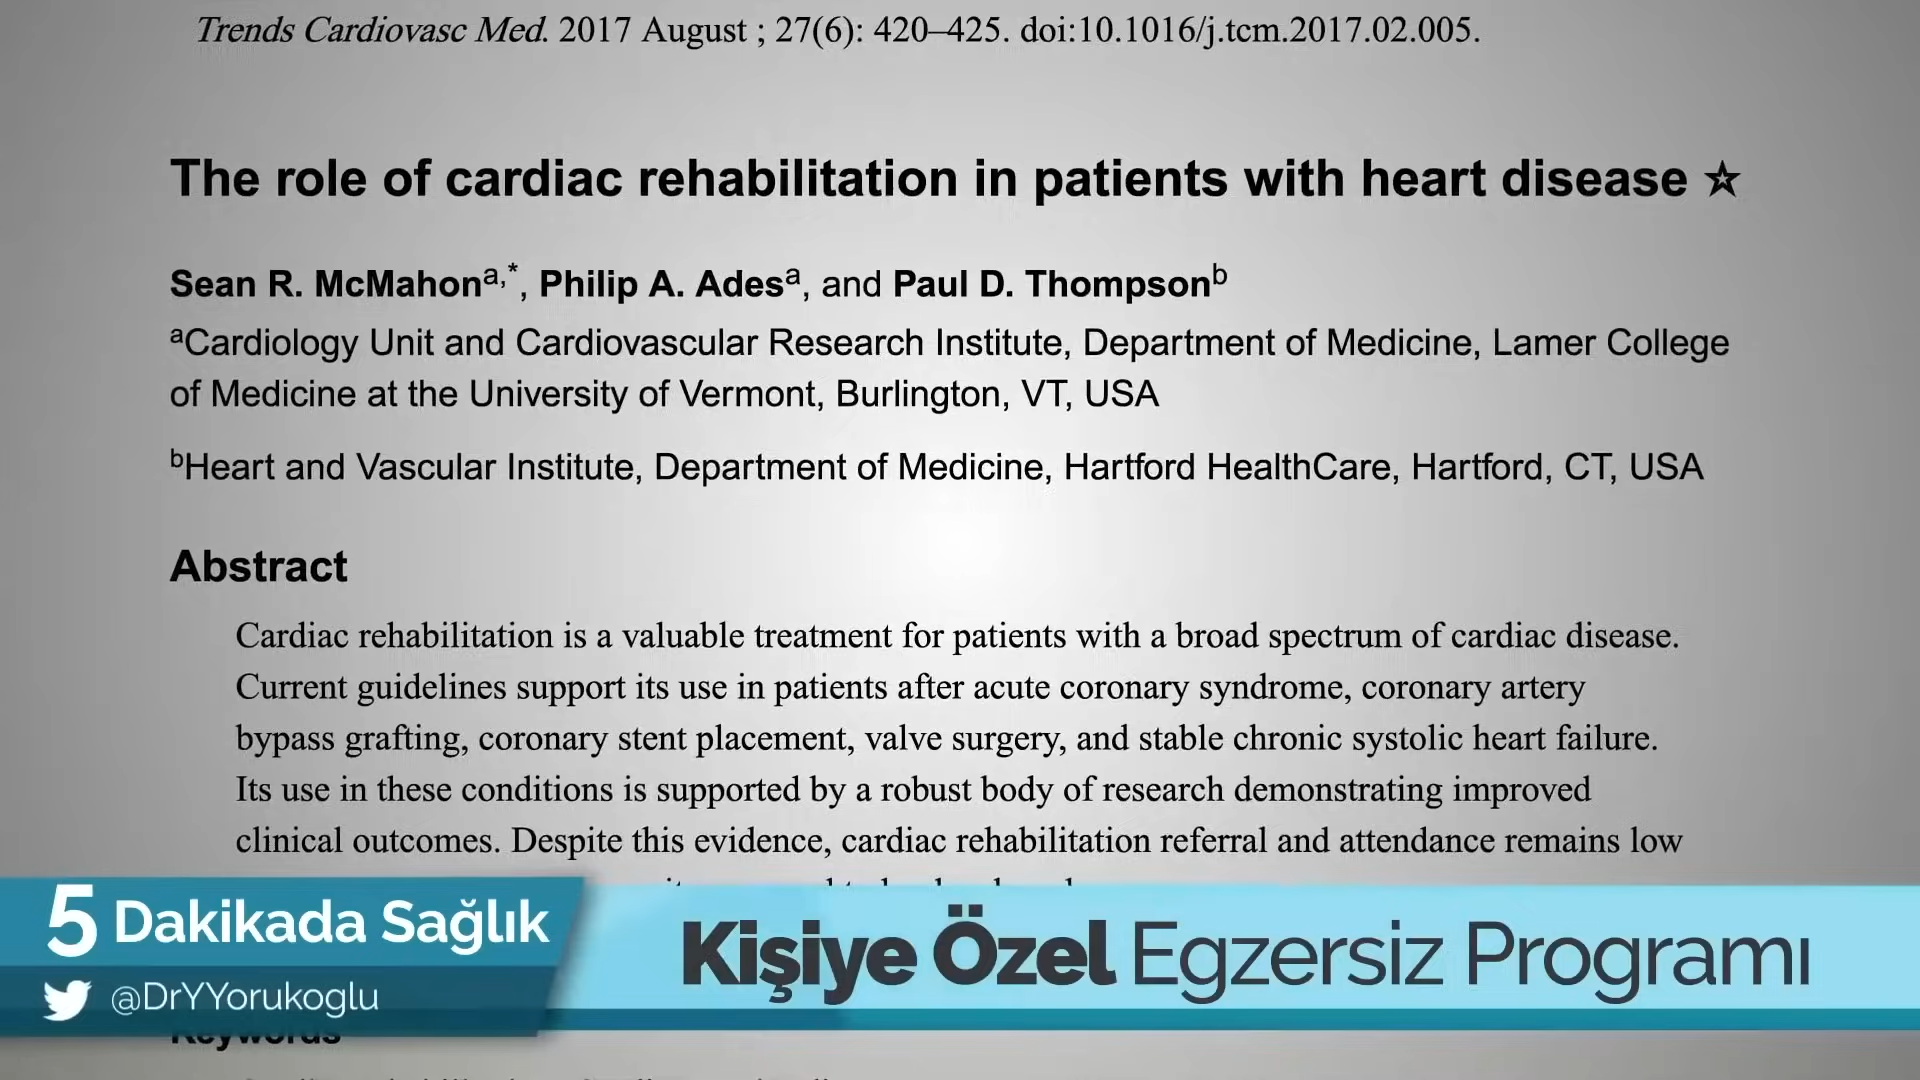 Trends Cardiovasc Med. 2017 August ; 27(6): 420–425. doi:10.1016/j.tcm.2017.02.005.
The role of cardiac rehabilitation in patients with heart disease ☆
Sean R. McMahona,*, Philip A. Adesa, and Paul D. Thompsonb
aCardiology Unit and Cardiovascular Research Institute, Department of Medicine, Lamer College
of Medicine at the University of Vermont, Burlington, VT, USA
bHeart and Vascular Institute, Department of Medicine, Hartford HealthCare, Hartford, CT, USA
Abstract
Cardiac rehabilitation is a valuable treatment for patients with a broad spectrum of cardiac disease.
Current guidelines support its use in patients after acute coronary syndrome, coronary artery
bypass grafting, coronary stent placement, valve surgery, and stable chronic systolic heart failure.
Its use in these conditions is supported by a robust body of research demonstrating improved
clinical outcomes. Despite this evidence, cardiac rehabilitation referral and attendance remains low
5 Dakikada Sağlık
@DrYYorukoglu
Kişiye Özel Egzersiz Programı
Keywords